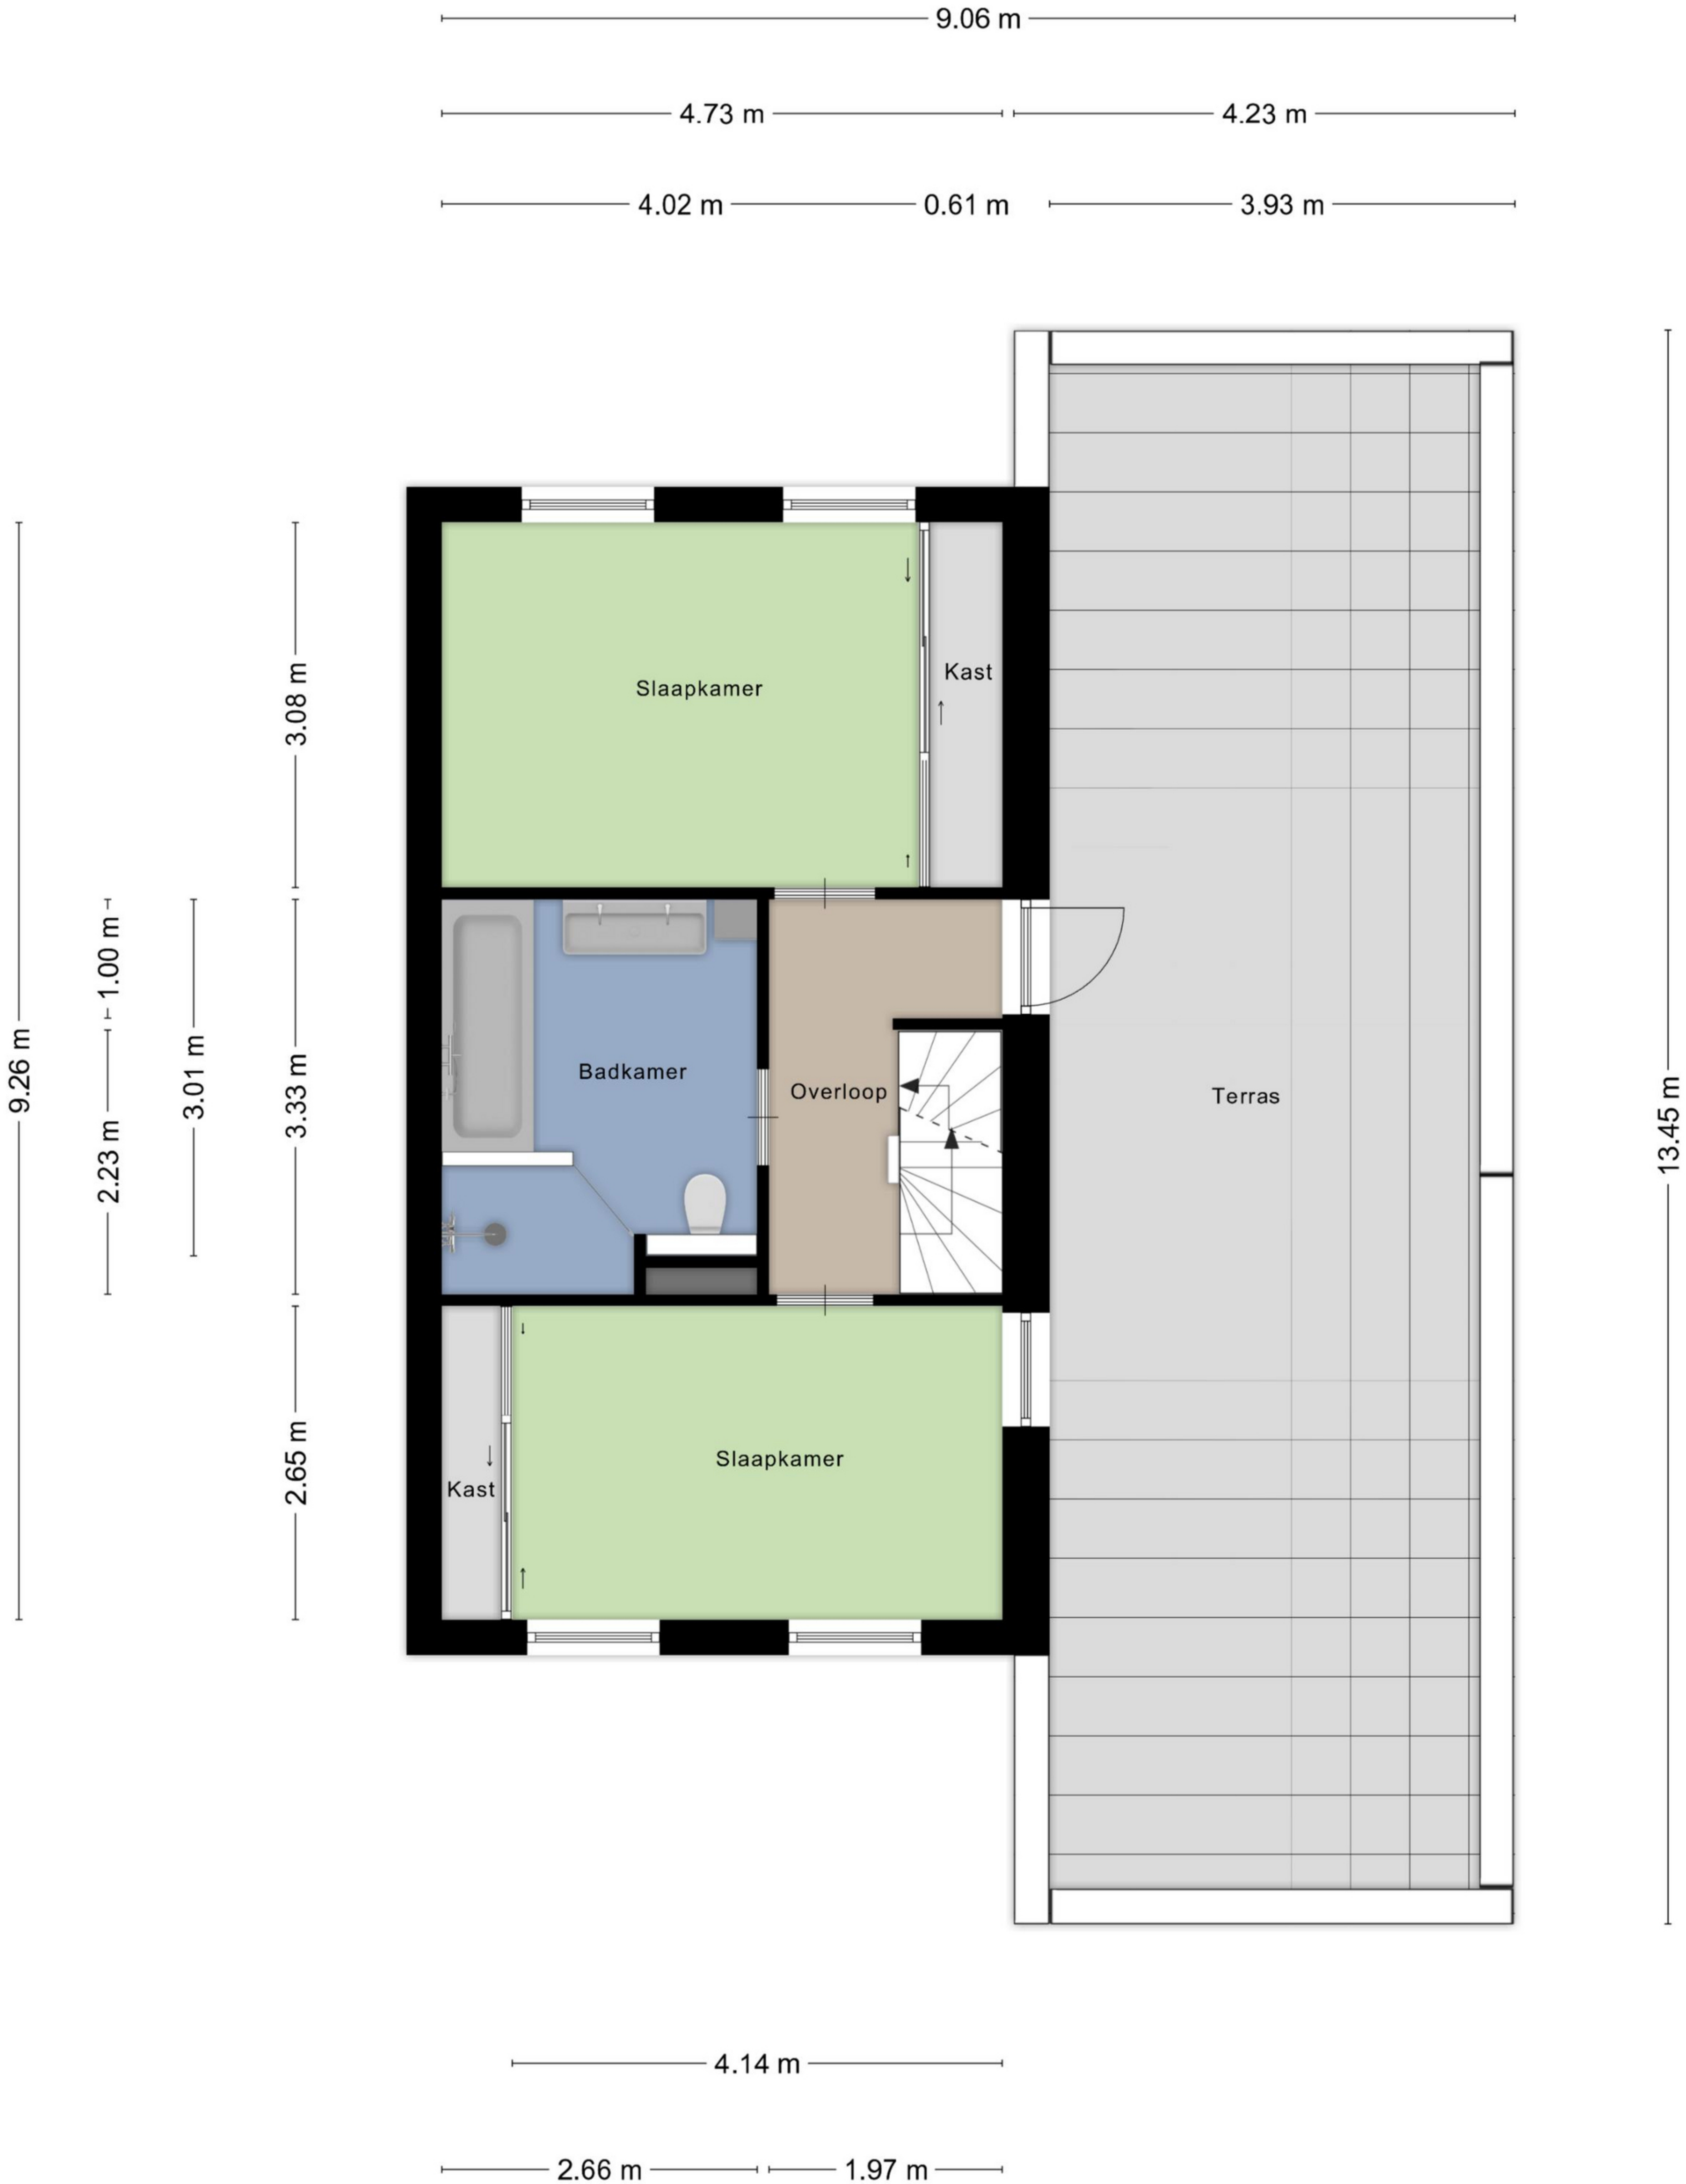 9.06 m
4.73 m
4.23 m
4.02 m
0.61 m
3.93 m
Slaapkamer
Kast
3.08 m
1.00 m
9.26 m
3.01 m
3.33 m
2.23 m
Badkamer
Overloop
Terras
13.45 m
2.65 m
Slaapkamer
Kast
4.14 m
2.66 m
1.97 m